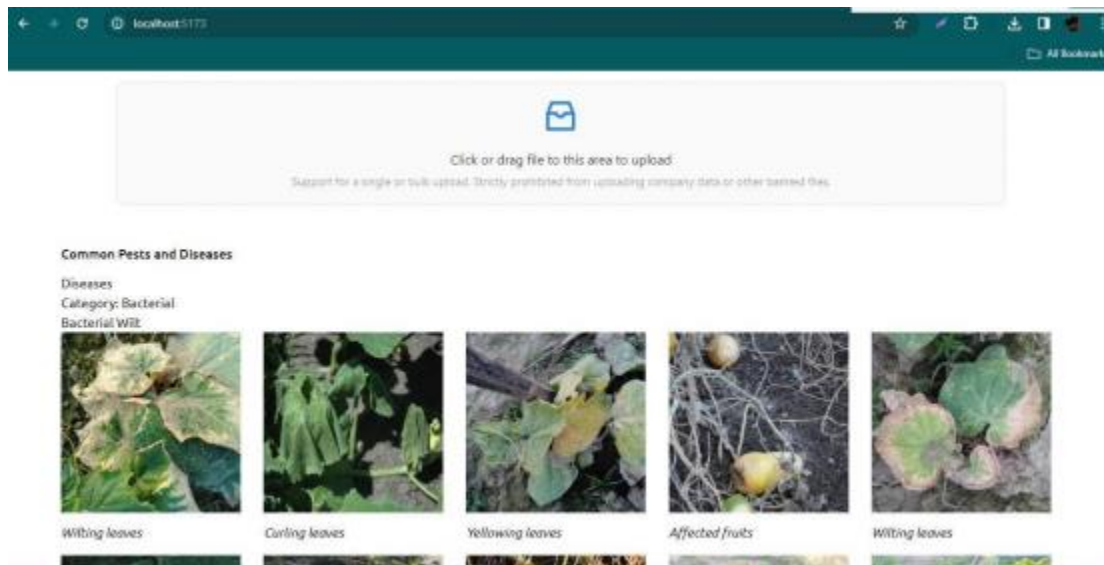 localhost:5173
All Bookmark
Click or drag file to this area to upload
Support for a single or bulk upload. Strictly prohibited from uploading company data or other banned files.
Common Pests and Diseases
Diseases
Category: Bacterial
Bacterial Wilt
Wilting leaves
Curling leaves
Yellowing leaves
Affected fruits
Wilting leaves